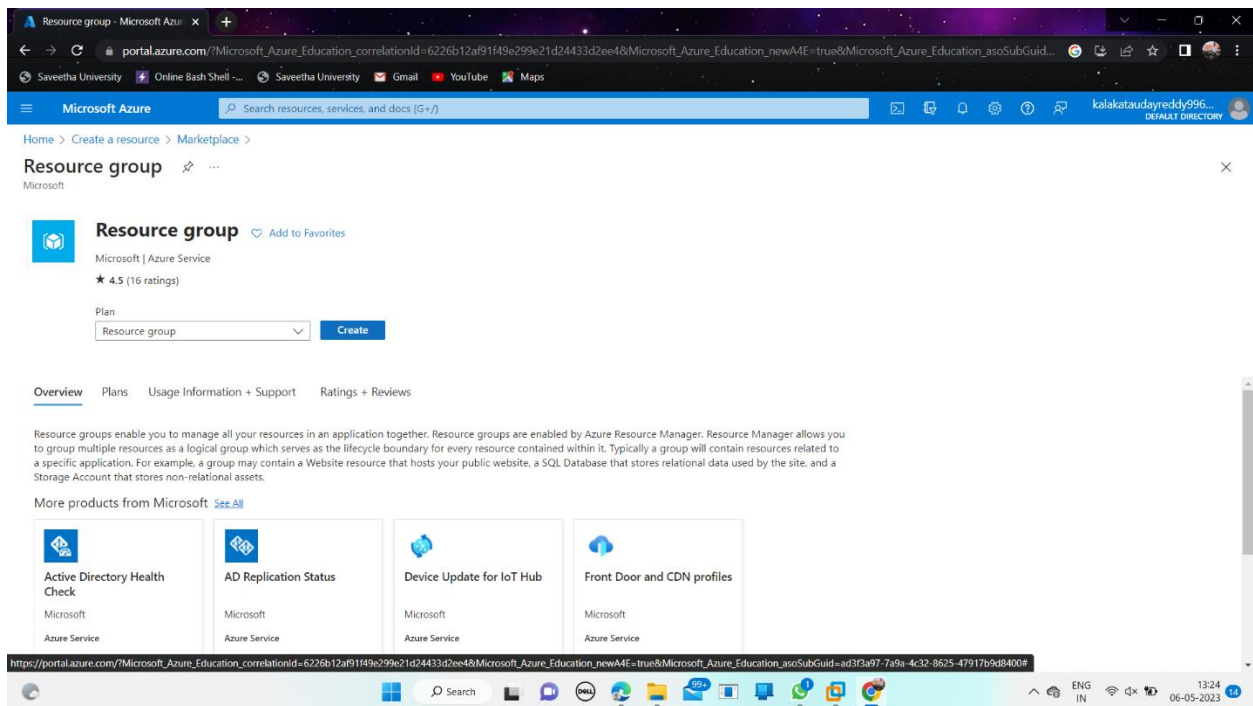 Resource group - Microsoft Azur
portal.azure.com/?Microsoft_Azure_Education_correlationId=6226b12af91f49e299e21d24433d2ee4&Microsoft_Azure_Education_newA4E=true&Microsoft_Azure_Education_asoSubGuid...
Saveetha University Online Bash Shell -... Saveetha University Gmail YouTube Maps
Microsoft Azure Search resources, services, and docs (G+/) kalakataudayreddy996...
DEFAULT DIRECTORY
Home > Create a resource > Marketplace >
Resource group ...
Microsoft
Resource group Add to Favorites
Microsoft | Azure Service
★ 4.5 (16 ratings)
Plan
Resource group Create
Overview Plans Usage Information + Support Ratings + Reviews
Resource groups enable you to manage all your resources in an application together. Resource groups are enabled by Azure Resource Manager. Resource Manager allows you
to group multiple resources as a logical group which serves as the lifecycle boundary for every resource contained within it. Typically a group will contain resources related to
a specific application. For example, a group may contain a Website resource that hosts your public website, a SQL Database that stores relational data used by the site, and a
Storage Account that stores non-relational assets.
More products from Microsoft See All
Active Directory Health
Check
Microsoft
Azure Service
AD Replication Status
Microsoft
Azure Service
Device Update for IoT Hub
Microsoft
Azure Service
Front Door and CDN profiles
Microsoft
Azure Service
https://portal.azure.com/?Microsoft_Azure_Education_correlationId=6226b12af91f49e299e21d24433d2ee4&Microsoft_Azure_Education_newA4E=true&Microsoft_Azure_Education_asoSubGuid=ad3f3a97-7a9a-4c32-8625-47917b9d8400#
Search DELL 99+ ENG
IN 13:24
06-05-2023 14